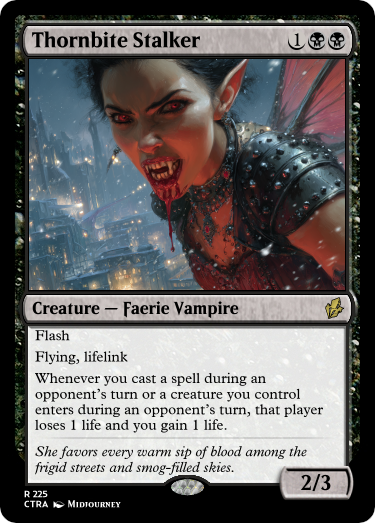 Thornbite Stalker 1
Creature — Faerie Vampire
Flash
Flying, lifelink
Whenever you cast a spell during an
opponent's turn or a creature you control
enters during an opponent's turn, that player
loses 1 life and you gain 1 life.
She favors every warm sip of blood among the
frigid streets and smog-filled skies.
2/3
R 225
CTRA Midjourney